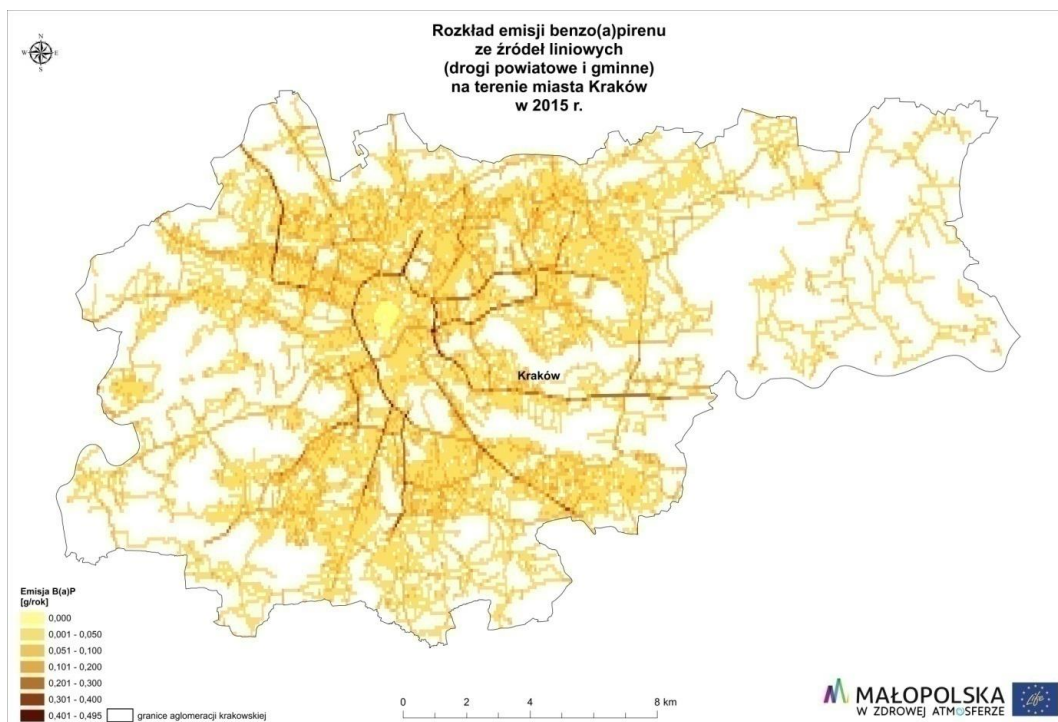 Rozkład emisji benzo(a)pirenu
ze źródeł liniowych
(drogi powiatowe i gminne)
na terenie miasta Kraków
w 2015 r.
N
W E
S
Kraków
Emisja B(a)P
[g/rok]
0,000
0,001 - 0,050
0,051 - 0,100
0,101 - 0,200
0,201 - 0,300
0,301 - 0,400
0,401 - 0,495
granice aglomeracji krakowskiej
0 2 4 8 km
MAŁOPOLSKA
W ZDROWEJ ATMOSFERZE
Life